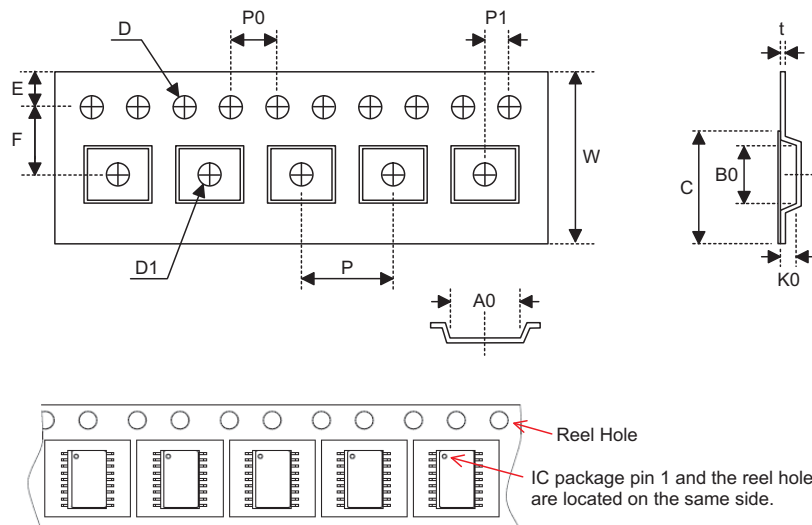 D
P0
P1
t
E
F
W
C
B0
D1
P
K0
A0
Reel Hole
IC package pin 1 and the reel hole
are located on the same side.